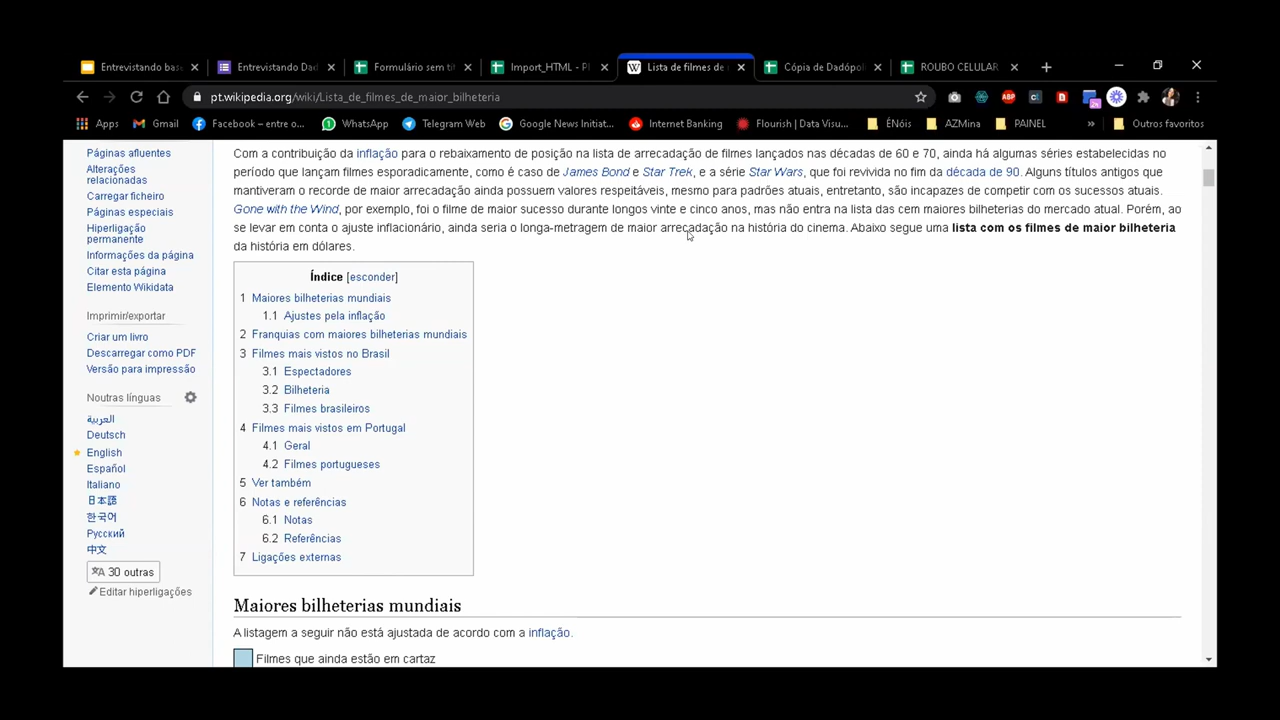 Entrevistando bas
Entrevistando Dad
Formulário sem tí
Import_HTML - Pl
Lista de filmes de
Cópia de Dadópol
ROUBO CELULAR
pt.wikipedia.org/wiki/Lista_de_filmes_de_maior_bilheteria
Apps
Gmail
Facebook – entre o...
WhatsApp
Telegram Web
Google News Initiat...
Internet Banking
Flourish | Data Visu...
ÉNóis
AZMina
PAINEL
»
Outros favoritos
Páginas afluentes
Alterações
relacionadas
Carregar ficheiro
Páginas especiais
Hiperligação
permanente
Informações da página
Citar esta página
Elemento Wikidata
Imprimir/exportar
Criar um livro
Descarregar como PDF
Versão para impressão
Noutras línguas
العربية
Deutsch
English
Español
Italiano
日本語
한국어
Русский
中文
30 outras
Editar hiperligações
Com a contribuição da inflação para o rebaixamento de posição na lista de arrecadação de filmes lançados nas décadas de 60 e 70, ainda há algumas séries estabelecidas no
período que lançam filmes esporadicamente, como é caso de James Bond e Star Trek, e a série Star Wars, que foi revivida no fim da década de 90. Alguns títulos antigos que
mantiveram o recorde de maior arrecadação ainda possuem valores respeitáveis, mesmo para padrões atuais, entretanto, são incapazes de competir com os sucessos atuais.
Gone with the Wind, por exemplo, foi o filme de maior sucesso durante longos vinte e cinco anos, mas não entra na lista das cem maiores bilheterias do mercado atual. Porém, ao
se levar em conta o ajuste inflacionário, ainda seria o longa-metragem de maior arrecadação na história do cinema. Abaixo segue uma lista com os filmes de maior bilheteria
da história em dólares.
Índice [esconder]
1 Maiores bilheterias mundiais
1.1 Ajustes pela inflação
2 Franquias com maiores bilheterias mundiais
3 Filmes mais vistos no Brasil
3.1 Espectadores
3.2 Bilheteria
3.3 Filmes brasileiros
4 Filmes mais vistos em Portugal
4.1 Geral
4.2 Filmes portugueses
5 Ver também
6 Notas e referências
6.1 Notas
6.2 Referências
7 Ligações externas
Maiores bilheterias mundiais
A listagem a seguir não está ajustada de acordo com a inflação.
Filmes que ainda estão em cartaz